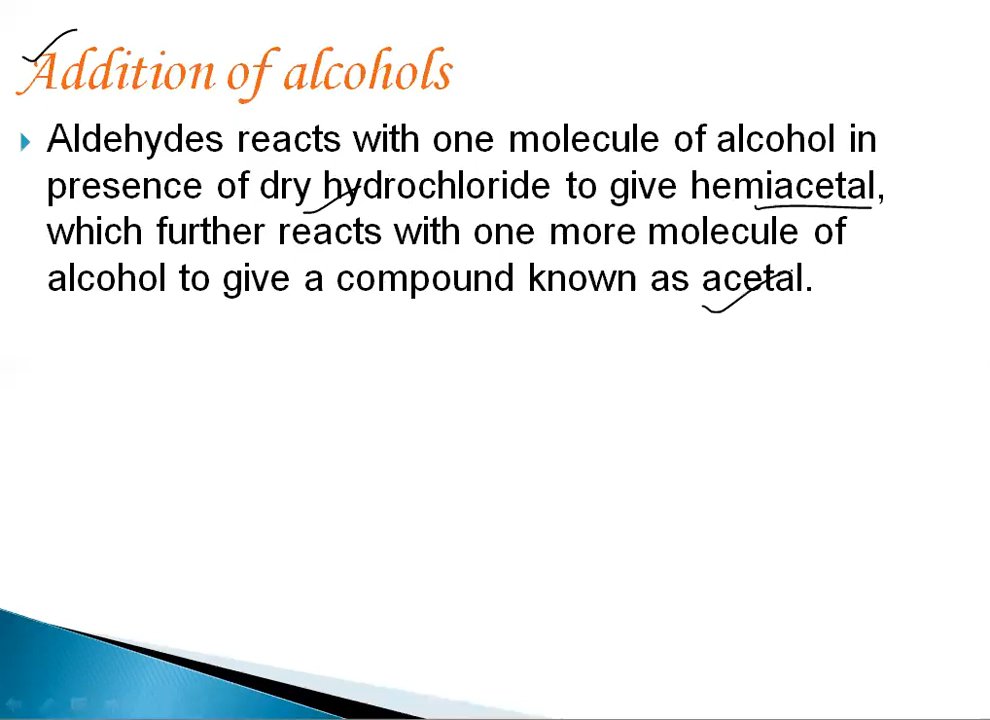 Addition of alcohols
Aldehydes reacts with one molecule of alcohol in
presence of dry hydrochloride to give hemiacetal,
which further reacts with one more molecule of
alcohol to give a compound known as acetal.